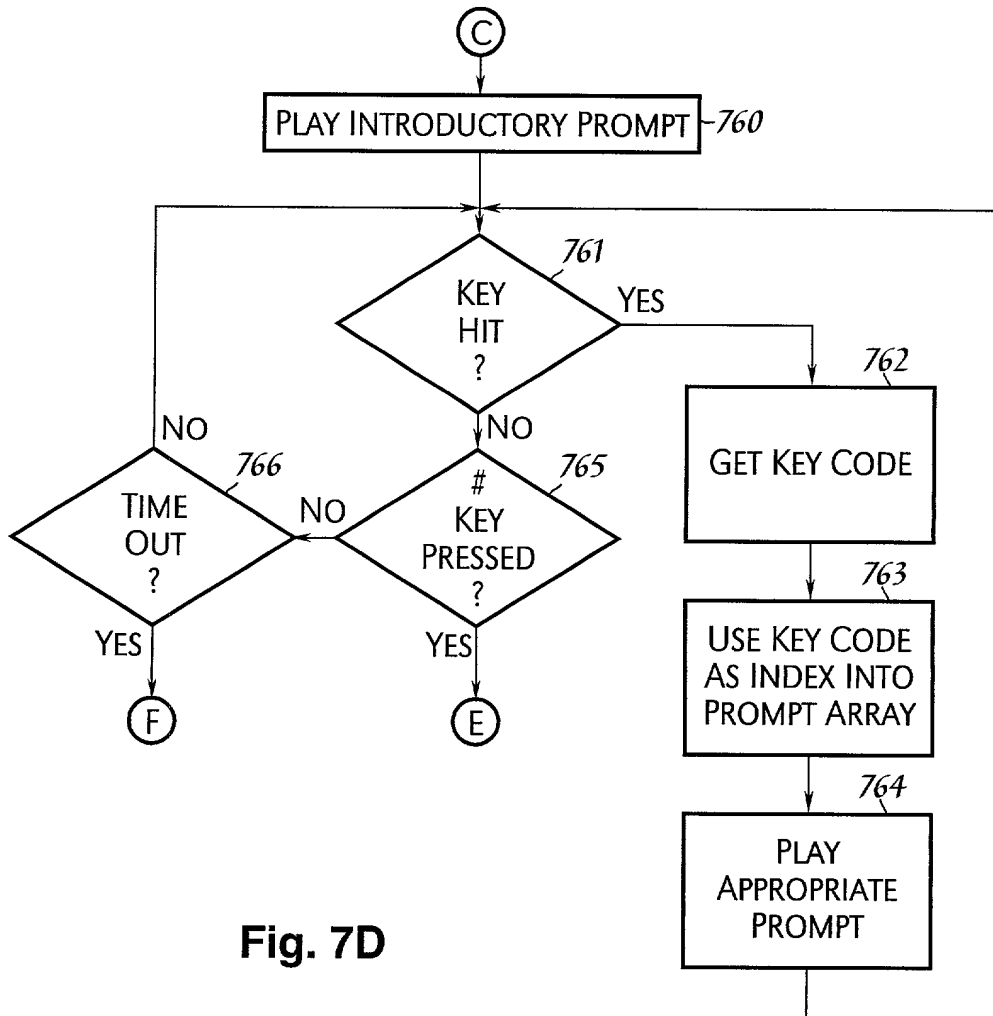 C
PLAY INTRODUCTORY PROMPT
760
761
KEY
HIT
?
YES
NO
762
GET KEY CODE
NO
766
TIME
OUT
?
NO
765
#
KEY
PRESSED
?
763
USE KEY CODE
AS INDEX INTO
PROMPT ARRAY
YES
F
YES
E
764
PLAY
APPROPRIATE
PROMPT
Fig. 7D